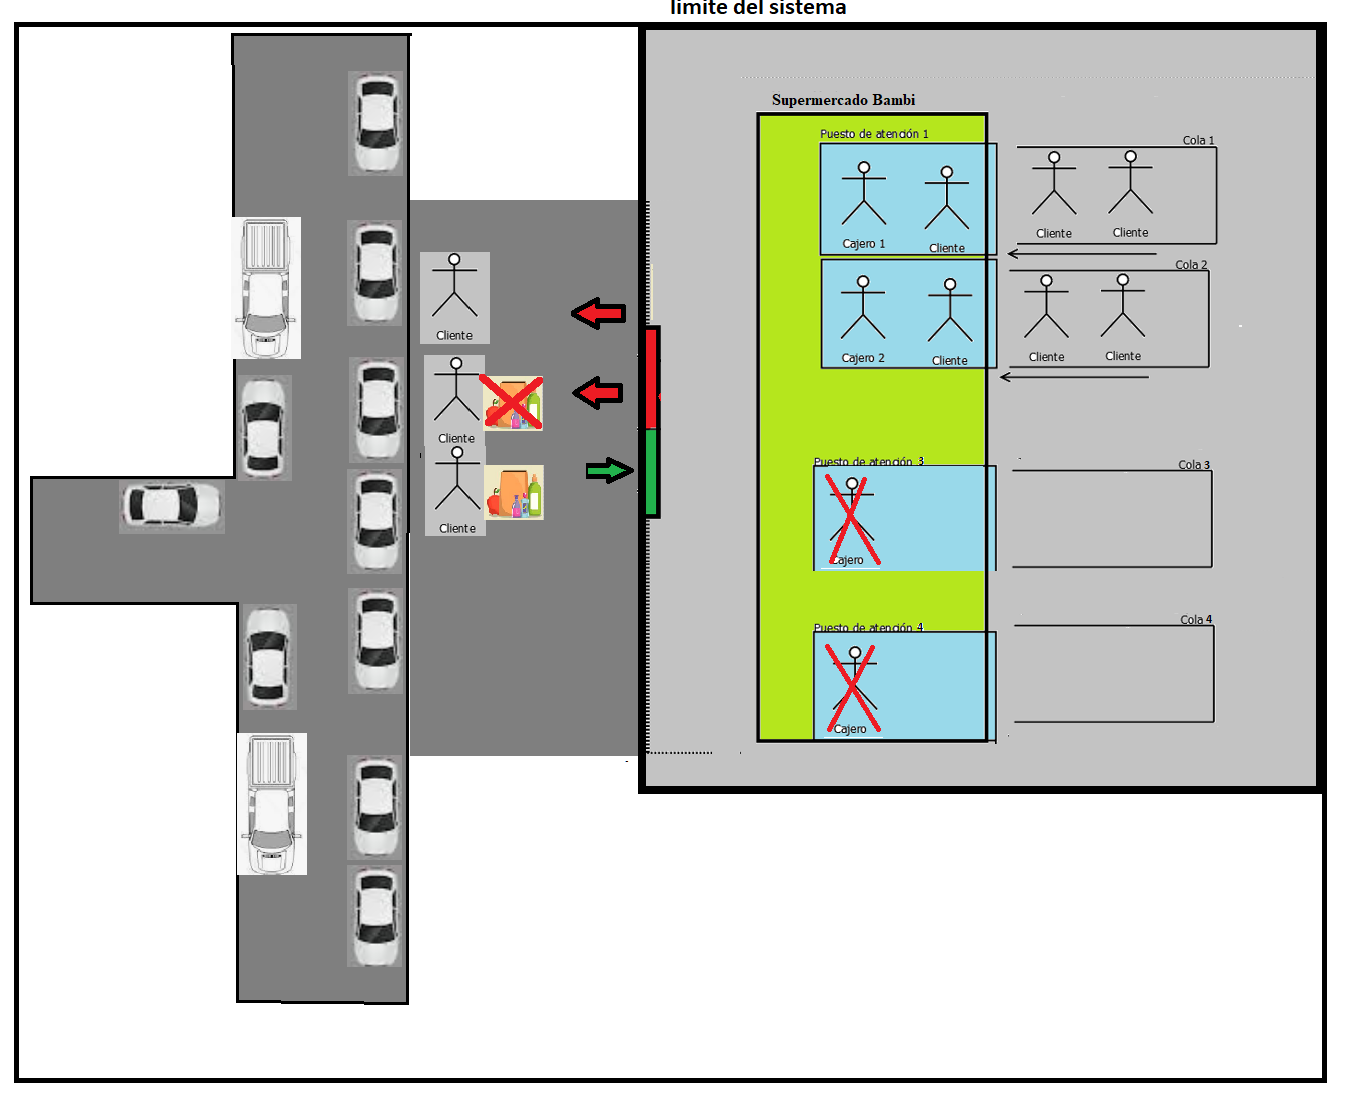 limite del sistema
Supermercado Bambi
Puesto de atención 1
Cola 1
Cajero 1
Cliente
Cliente
Cliente
Cola 2
Cajero 2
Cliente
Cliente
Cliente
Cliente
Cliente
Cliente
Puesto de atención 3
Cola 3
Cajero
Puesto de atención 4
Cola 4
Cajero